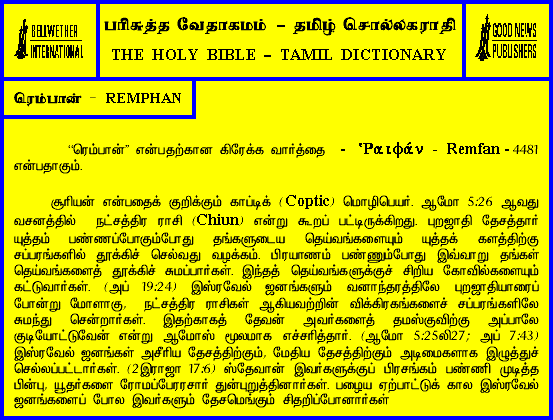 BELLWETHER
INTERNATIONAL
பரிசுத்த வேதாகமம் – தமிழ் சொல்லகராதி
THE HOLY BIBLE – TAMIL DICTIONARY
GOOD NEWS
PUBLISHERS
ரெம்பான் – REMPHAN
“ரெம்பான்” என்பதற்கான கிரேக்க வார்த்தை - Ῥαιφάν - Remfan - 4481
என்பதாகும்.
சூரியன் என்பதைக் குறிக்கும் காப்டிக் (Coptic) மொழிபெயர். ஆமோ 5:26 ஆவது
வசனத்தில் நட்சத்திர ராசி (Chiun) என்று கூறப் பட்டிருக்கிறது. புறஜாதி தேசத்தார்
யுத்தம் பண்ணப்போகும்போது தங்களுடைய தெய்வங்களையும் யுத்தக் களத்திற்கு
சப்பரங்களில் தூக்கிச் செல்வது வழக்கம். பிரயாணம் பண்ணும்போது இவ்வாறு தங்கள்
தெய்வங்களைத் தூக்கிச் சுமப்பார்கள். இந்தத் தெய்வங்களுக்குச் சிறிய கோவில்களையும்
கட்டுவார்கள். (அப் 19:24) இஸ்ரவேல் ஜனங்களும் வனாந்தரத்திலே புறஜாதியாரைப்
போன்று மோளாகு, நட்சத்திர ராசிகள் ஆகியவற்றின் விக்கிரகங்களைச் சப்பரங்களிலே
சுமந்து சென்றார்கள். இதற்காகத் தேவன் அவர்களைத் தமஸ்குவிற்கு அப்பாலே
குடியோட்டுவேன் என்று ஆமோஸ் மூலமாக எச்சரித்தார். (ஆமோ 5:25லி27; அப் 7:43)
இஸ்ரவேல் ஜனங்கள் அசீரிய தேசத்திற்கும், மேதிய தேசத்திற்கும் அடிமைகளாக இழுத்துச்
செல்லப்பட்டார்கள். (2இராஜா 17:6) ஸ்தேவான் இவர்களுக்குப் பிரசங்கம் பண்ணி முடித்த
பின்பு, யூதர்களை ரோமப்பேரரசார் துன்புறுத்தினார்கள். பழைய ஏற்பாட்டுக் கால இஸ்ரவேல்
ஜனங்களைப் போல இவர்களும் தேசமெங்கும் சிதறிப்போனார்கள்